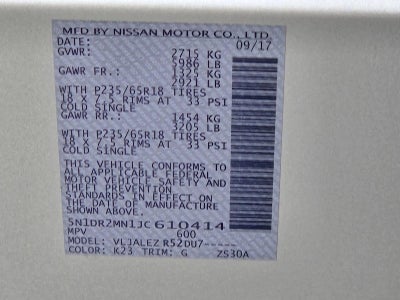 MFD BY NISSAN MOTOR CO., LTD.
DATE: 09/17
GVWR: 2715 KG
5986 LB
GAWR FR.: 1325 KG
2921 LB
WITH P235/65R18 TIRES
18 X 7.5 RIMS AT 33 PSI
COLD SINGLE
GAWR RR.: 1454 KG
3205 LB
WITH P235/65R18 TIRES
18 X 7.5 RIMS AT 33 PSI
COLD SINGLE
THIS VEHICLE CONFORMS TO
ALL APPLICABLE FEDERAL
MOTOR VEHICLE SAFETY AND
THEFT PREVENTION
STANDARDS IN EFFECT ON
THE DATE OF MANUFACTURE
SHOWN ABOVE.
5N1DR2MN1JC610414
MPV 600
MODEL: VLJALEZ R52DU7-----
COLOR: K23 TRIM: G ZS30A